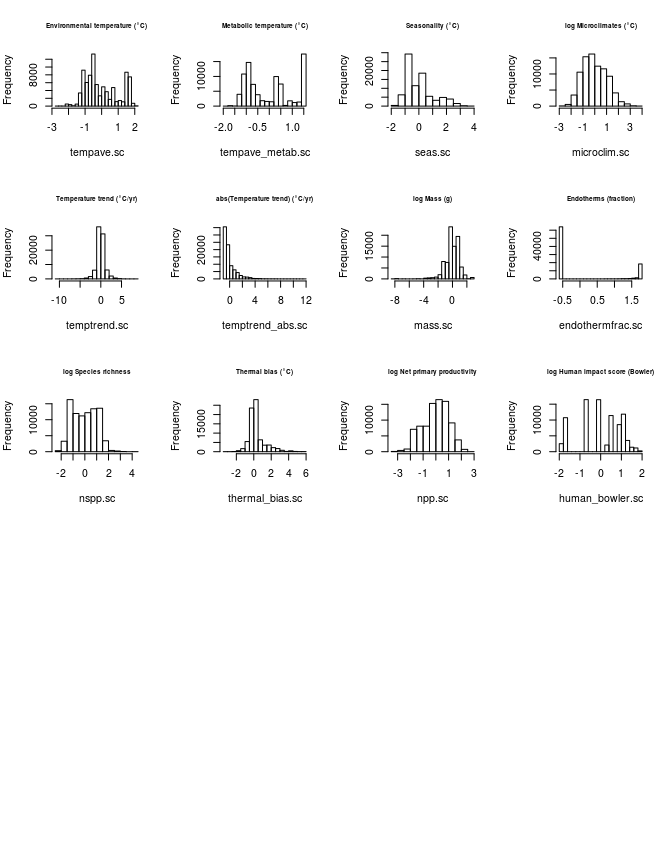 Environmental temperature (°C)
Frequency
0 8000
-3 -1 1 2
tempave.sc
Metabolic temperature (°C)
Frequency
0 10000
-2.0 -0.5 1.0
tempave_metab.sc
Seasonality (°C)
Frequency
0 20000
-2 0 2 4
seas.sc
log Microclimates (°C)
Frequency
0 10000
-3 -1 1 3
microclim.sc
Temperature trend (°C/yr)
Frequency
0 20000
-10 0 5
temptrend.sc
abs(Temperature trend) (°C/yr)
Frequency
0 20000
0 4 8 12
temptrend_abs.sc
log Mass (g)
Frequency
0 15000
-8 -4 0
mass.sc
Endotherms (fraction)
Frequency
0 40000
-0.5 0.5 1.5
endothermfrac.sc
log Species richness
Frequency
0 10000
-2 0 2 4
nspp.sc
Thermal bias (°C)
Frequency
0 15000
-2 0 2 4 6
thermal_bias.sc
log Net primary productivity
Frequency
0 10000
-3 -1 1 3
npp.sc
log Human impact score (Bowler)
Frequency
0 10000
-2 -1 0 1 2
human_bowler.sc